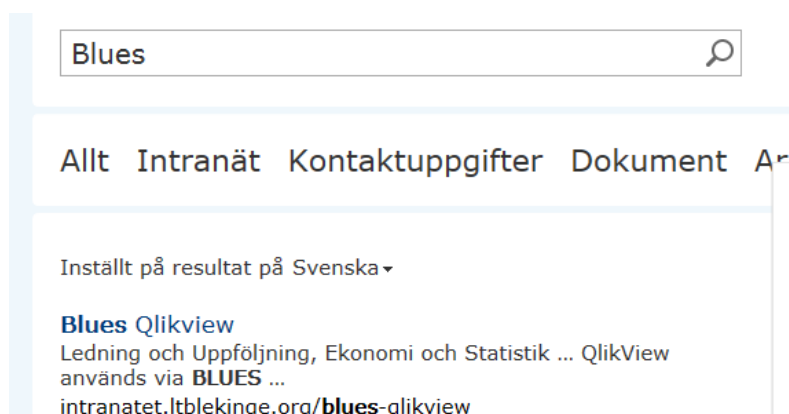 Blues
Allt Intranät Kontaktuppgifter Dokument
Inställt på resultat på Svenska
Blues Qlikview
Ledning och Uppföljning, Ekonomi och Statistik ... QlikView
används via BLUES ...
intranatet.ltblekinge.org/blues-qlikview